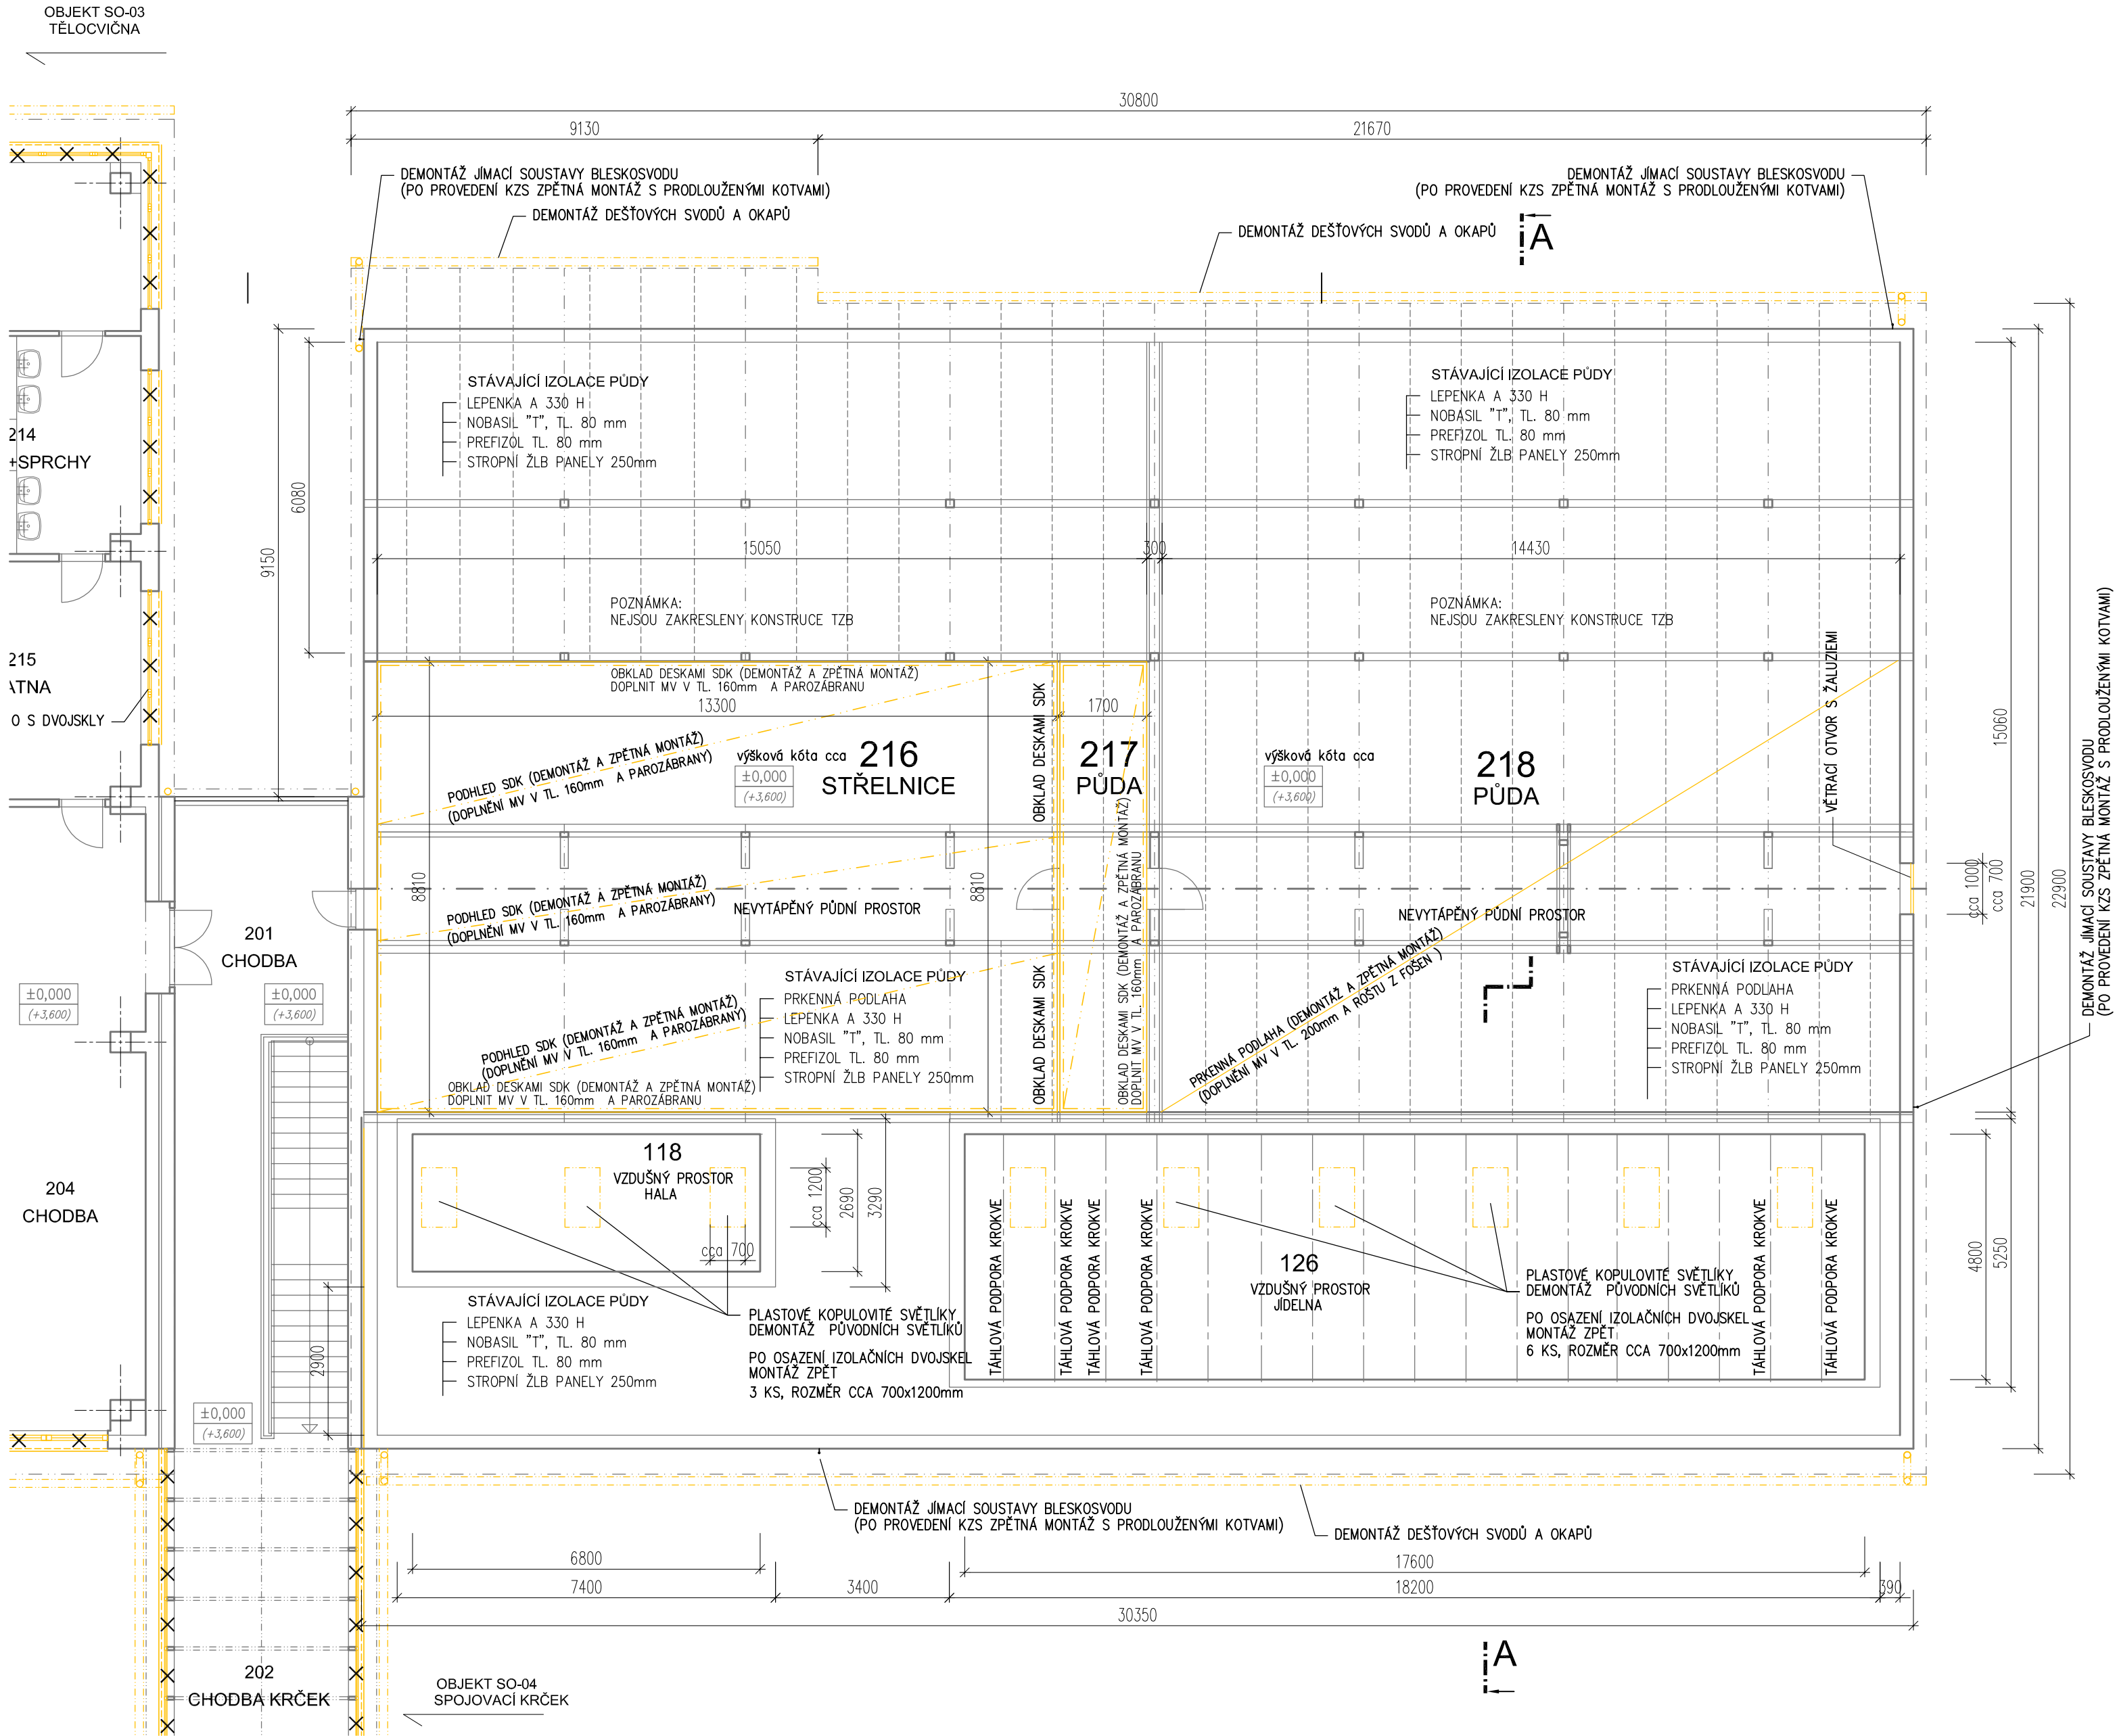 OBJEKT SO-03
TĚLOCVIČNA
30800
9130
21670
DEMONTÁŽ JÍMACÍ SOUSTAVY BLESKOSVODU
(PO PROVEDENÍ KZS ZPĚTNÁ MONTÁŽ S PRODLOUŽENÝMI KOTVAMI)
DEMONTÁŽ DEŠŤOVÝCH SVODŮ A OKAPŮ
DEMONTÁŽ JÍMACÍ SOUSTAVY BLESKOSVODU
(PO PROVEDENÍ KZS ZPĚTNÁ MONTÁŽ S PRODLOUŽENÝMI KOTVAMI)
DEMONTÁŽ DEŠŤOVÝCH SVODŮ A OKAPŮ
A
STÁVAJÍCÍ IZOLACE PŮDY
LEPENKA A 330 H
NOBASIL "T", TL. 80 mm
PREFIZOL TL. 80 mm
STROPNÍ ŽLB PANELY 250mm
STÁVAJÍCÍ IZOLACE PŮDY
LEPENKA A 330 H
NOBASIL "T", TL. 80 mm
PREFIZOL TL. 80 mm
STROPNÍ ŽLB PANELY 250mm
214
+SPRCHY
6080
9150
15050
300
14430
POZNÁMKA:
NEJSOU ZAKRESLENY KONSTRUCE TZB
POZNÁMKA:
NEJSOU ZAKRESLENY KONSTRUCE TZB
215
ATNA
O S DVOJSKLY
OBKLAD DESKAMI SDK (DEMONTÁŽ A ZPĚTNÁ MONTÁŽ)
DOPLNIT MV V TL. 160mm A PAROZÁBRANU
13300
1700
OBKLAD DESKAMI SDK
PODHLED SDK (DEMONTÁŽ A ZPĚTNÁ MONTÁŽ)
(DOPLNĚNÍ MV V TL. 160mm A PAROZÁBRANY)
výšková kóta cca
±0,000
(+3,600)
216
STŘELNICE
217
PŮDA
výšková kóta cca
±0,000
(+3,600)
218
PŮDA
VĚTRACÍ OTVOR S ŽALUZIEMI
15060
21900
22900
cca 1000
cca 700
DEMONTÁŽ JÍMACÍ SOUSTAVY BLESKOSVODU
(PO PROVEDENÍ KZS ZPĚTNÁ MONTÁŽ S PRODLOUŽENÝMI KOTVAMI)
8810
8810
PODHLED SDK (DEMONTÁŽ A ZPĚTNÁ MONTÁŽ)
(DOPLNĚNÍ MV V TL. 160mm A PAROZÁBRANY)
NEVYTÁPĚNÝ PŮDNÍ PROSTOR
OBKLAD DESKAMI SDK (DEMONTÁŽ A ZPĚTNÁ MONTÁŽ)
DOPLNIT MV V TL. 160mm A PAROZÁBRANU
NEVYTÁPĚNÝ PŮDNÍ PROSTOR
201
CHODBA
±0,000
(+3,600)
±0,000
(+3,600)
STÁVAJÍCÍ IZOLACE PŮDY
PRKENNÁ PODLAHA
LEPENKA A 330 H
NOBASIL "T", TL. 80 mm
PREFIZOL TL. 80 mm
STROPNÍ ŽLB PANELY 250mm
OBKLAD DESKAMI SDK
PODHLED SDK (DEMONTÁŽ A ZPĚTNÁ MONTÁŽ)
(DOPLNĚNÍ MV V TL. 160mm A PAROZÁBRANY)
OBKLAD DESKAMI SDK (DEMONTÁŽ A ZPĚTNÁ MONTÁŽ)
DOPLNIT MV V TL. 160mm A PAROZÁBRANU
PRKENNÁ PODLAHA (DEMONTÁŽ A ZPĚTNÁ MONTÁŽ)
(DOPLNĚNÍ MV V TL. 200mm A ROŠTU Z FOŠEN )
STÁVAJÍCÍ IZOLACE PŮDY
PRKENNÁ PODLAHA
LEPENKA A 330 H
NOBASIL "T", TL. 80 mm
PREFIZOL TL. 80 mm
STROPNÍ ŽLB PANELY 250mm
118
VZDUŠNÝ PROSTOR
HALA
cca 1200
2690
3290
cca 700
204
CHODBA
TÁHLOVÁ PODPORA KROKVE
TÁHLOVÁ PODPORA KROKVE
TÁHLOVÁ PODPORA KROKVE
TÁHLOVÁ PODPORA KROKVE
126
VZDUŠNÝ PROSTOR
JÍDELNA
PLASTOVÉ KOPULOVITÉ SVĚTLÍKY
DEMONTÁŽ PŮVODNÍCH SVĚTLÍKŮ
PO OSAZENÍ IZOLAČNÍCH DVOJSKEL
MONTÁŽ ZPĚT
6 KS, ROZMĚR CCA 700x1200mm
TÁHLOVÁ PODPORA KROKVE
TÁHLOVÁ PODPORA KROKVE
4800
5250
STÁVAJÍCÍ IZOLACE PŮDY
LEPENKA A 330 H
NOBASIL "T", TL. 80 mm
PREFIZOL TL. 80 mm
STROPNÍ ŽLB PANELY 250mm
PLASTOVÉ KOPULOVITÉ SVĚTLÍKY
DEMONTÁŽ PŮVODNÍCH SVĚTLÍKŮ
PO OSAZENÍ IZOLAČNÍCH DVOJSKEL
MONTÁŽ ZPĚT
3 KS, ROZMĚR CCA 700x1200mm
2900
±0,000
(+3,600)
DEMONTÁŽ JÍMACÍ SOUSTAVY BLESKOSVODU
(PO PROVEDENÍ KZS ZPĚTNÁ MONTÁŽ S PRODLOUŽENÝMI KOTVAMI)
DEMONTÁŽ DEŠŤOVÝCH SVODŮ A OKAPŮ
6800
17600
7400
3400
18200
390
30350
A
202
CHODBA KRČEK
OBJEKT SO-04
SPOJOVACÍ KRČEK